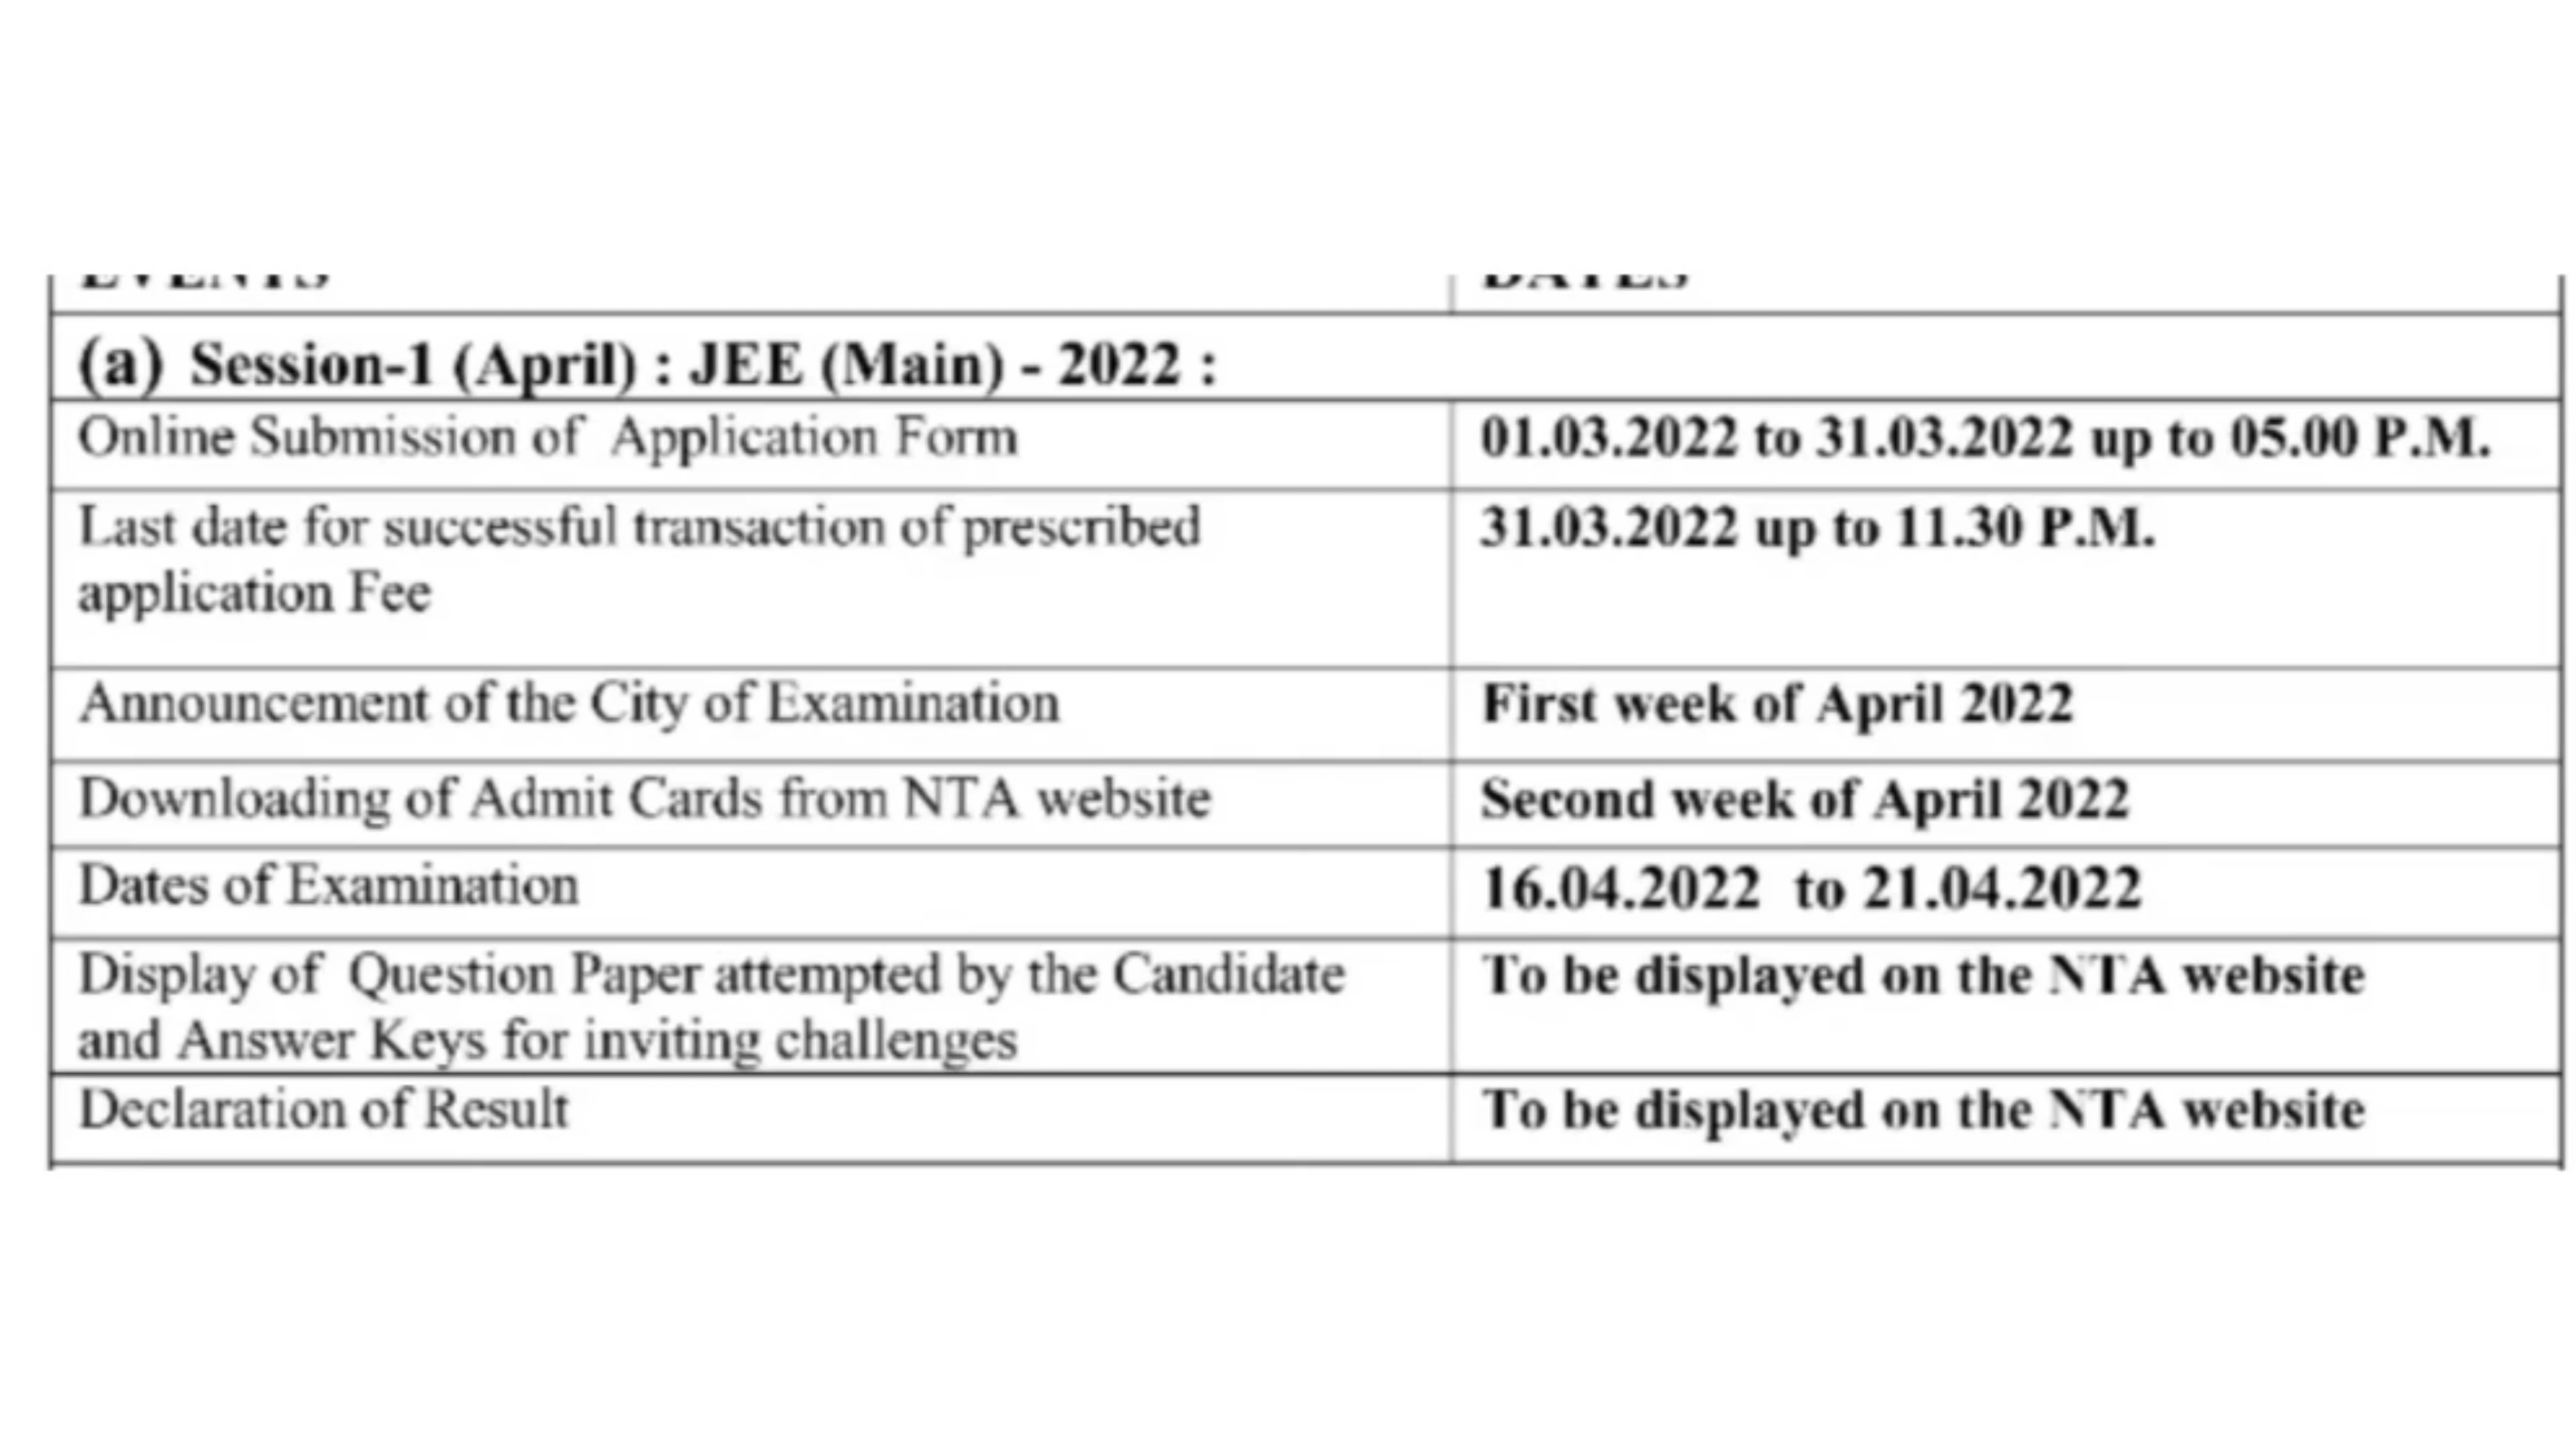 EVENTS DATES
(a) Session-1 (April) : JEE (Main) - 2022 :
Online Submission of Application Form 01.03.2022 to 31.03.2022 up to 05.00 P.M.
Last date for successful transaction of prescribed 31.03.2022 up to 11.30 P.M.
application Fee
Announcement of the City of Examination First week of April 2022
Downloading of Admit Cards from NTA website Second week of April 2022
Dates of Examination 16.04.2022 to 21.04.2022
Display of Question Paper attempted by the Candidate To be displayed on the NTA website
and Answer Keys for inviting challenges
Declaration of Result To be displayed on the NTA website